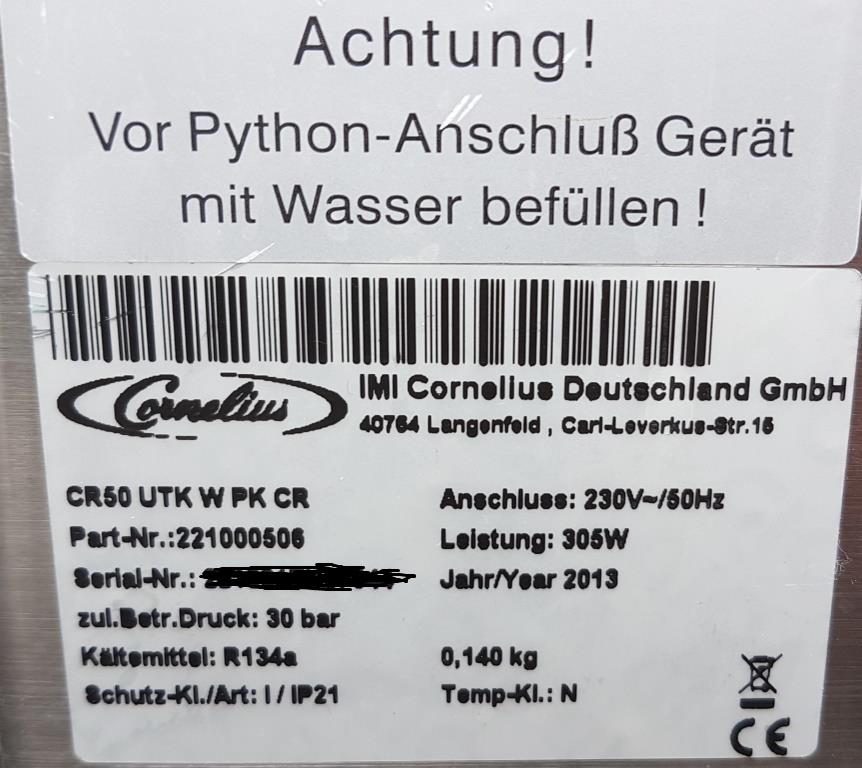 Achtung!
Vor Python-Anschluß Gerät
mit Wasser befüllen !
Cornelius
IMI Cornelius Deutschland GmbH
40764 Langenfeld , Carl-Leverkus-Str.15
CR50 UTK W PK CR
Anschluss: 230V~/50Hz
Part-Nr.:221000506
Leistung: 305W
Serial-Nr.:
Jahr/Year 2013
zul.Betr.Druck: 30 bar
Kältemittel: R134a
0,140 kg
Schutz-Kl./Art: I / IP21
Temp-Kl.: N
CE